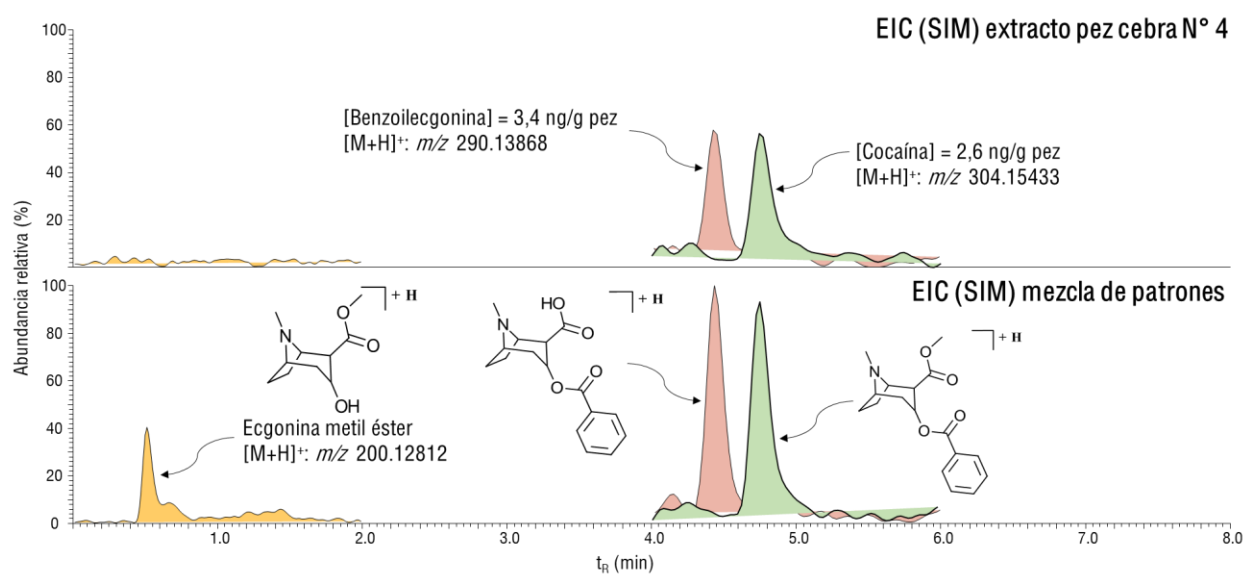 EIC (SIM) extracto pez cebra N° 4
100
80
60
40
20
[Benzoilecgonina] = 3,4 ng/g pez
[M+H]⁺: m/z 290.13868
[Cocaína] = 2,6 ng/g pez
[M+H]⁺: m/z 304.15433
Abundancia relativa (%)
EIC (SIM) mezcla de patrones
100
80
60
40
20
0
+ H
O
O
N
OH
+ H
HO
O
N
O
O
+ H
O
O
N
O
O
Ecgonina metil éster
[M+H]⁺: m/z 200.12812
1.0
2.0
3.0
4.0
5.0
6.0
7.0
8.0
tR (min)